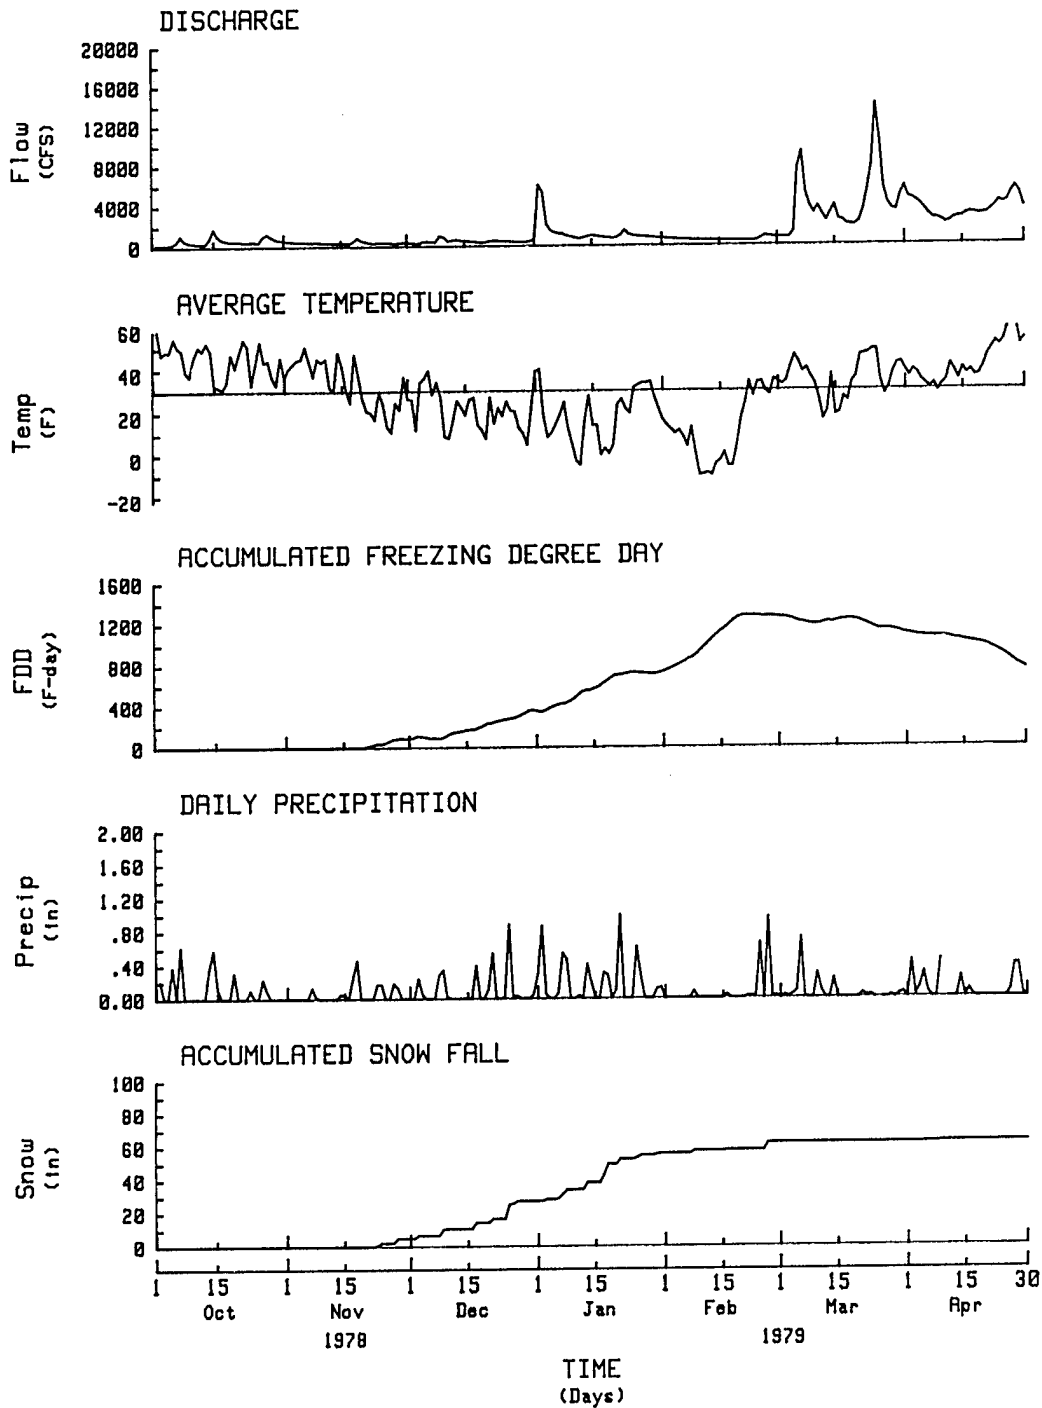 DISCHARGE
20000
16000
12000
8000
4000
0
Flow
(CFS)
AVERAGE TEMPERATURE
60
40
20
0
-20
Temp
(F)
ACCUMULATED FREEZING DEGREE DAY
1600
1200
800
400
0
FDD
(F-day)
DAILY PRECIPITATION
2.00
1.60
1.20
.80
.40
0.00
Precip
(in)
ACCUMULATED SNOW FALL
100
80
60
40
20
0
Snow
(in)
1 15 1 15 1 15 1 15 1 15 1 15 1 15 30
Oct Nov Dec Jan Feb Mar Apr
1978 1979
TIME
(Days)